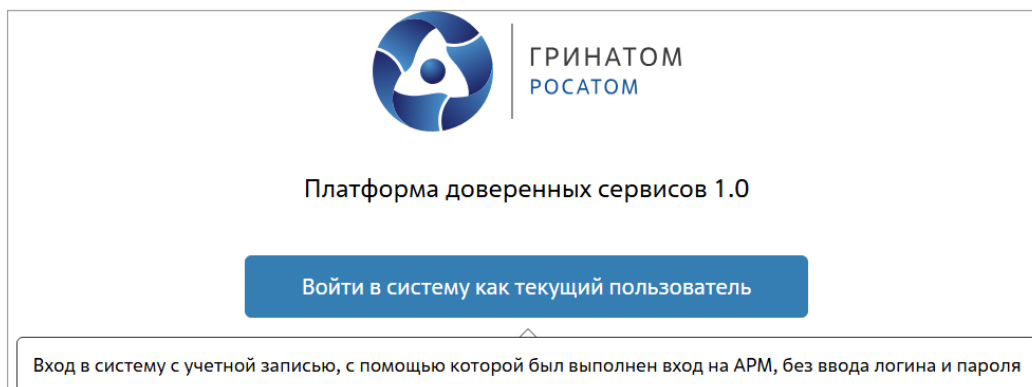 ГРИНАТОМ
РОСАТОМ
Платформа доверенных сервисов 1.0
Войти в систему как текущий пользователь
Вход в систему с учетной записью, с помощью которой был выполнен вход на АРМ, без ввода логина и пароля